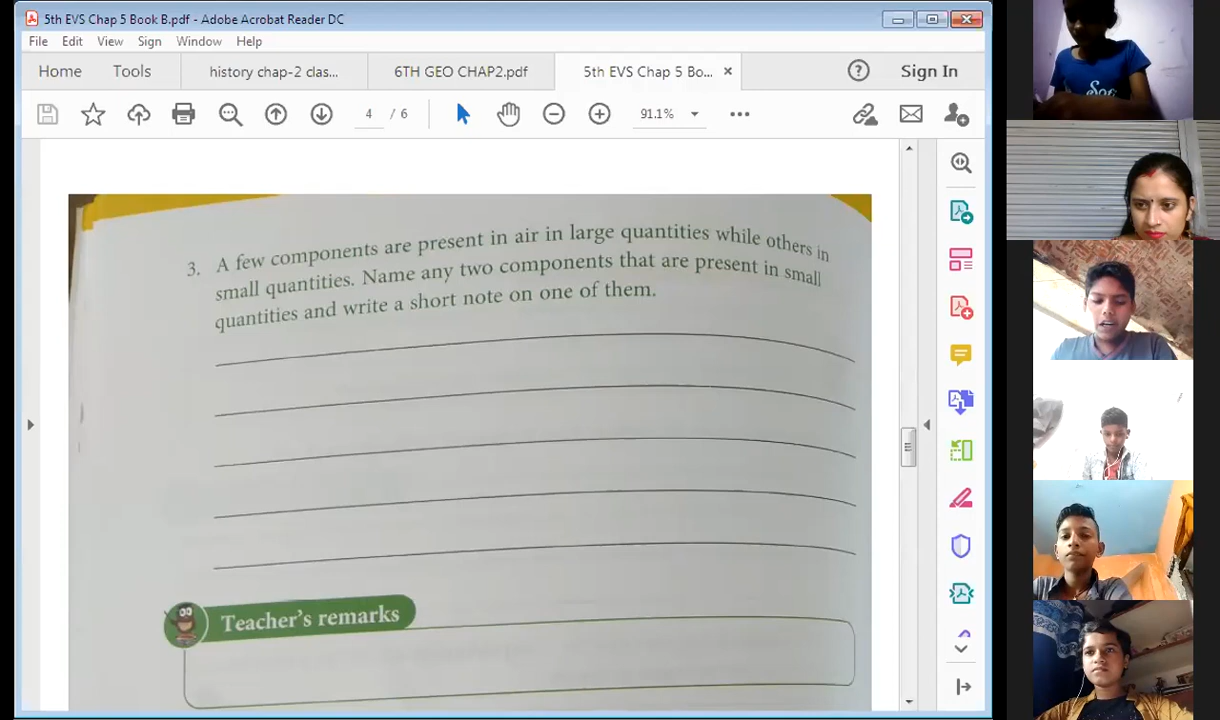 5th EVS Chap 5 Book B.pdf - Adobe Acrobat Reader DC
File Edit View Sign Window Help
Home Tools history chap-2 clas... 6TH GEO CHAP2.pdf 5th EVS Chap 5 Bo... × Sign In
4 / 6 91.1%
3. A few components are present in air in large quantities while others in
small quantities. Name any two components that are present in small
quantities and write a short note on one of them.
Teacher's remarks